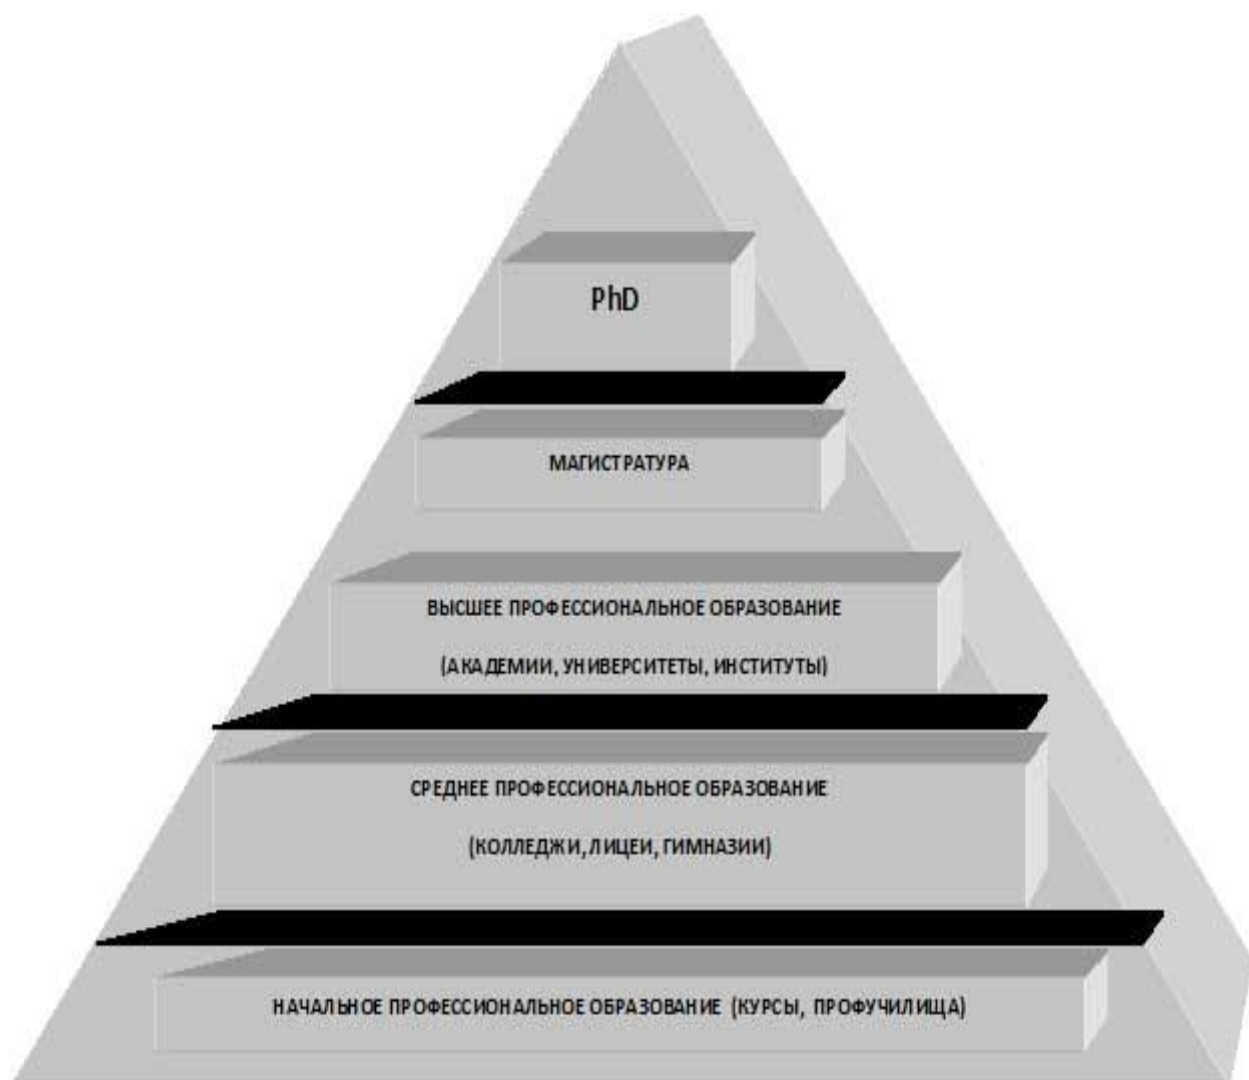 PhD
МАГИСТРАТУРА
ВЫСШЕЕ ПРОФЕССИОНАЛЬНОЕ ОБРАЗОВАНИЕ
(АКАДЕМИИ, УНИВЕРСИТЕТЫ, ИНСТИТУТЫ)
СРЕДНЕЕ ПРОФЕССИОНАЛЬНОЕ ОБРАЗОВАНИЕ
(КОЛЛЕДЖИ, ЛИЦЕИ, ГИМНАЗИИ)
НАЧАЛЬНОЕ ПРОФЕССИОНАЛЬНОЕ ОБРАЗОВАНИЕ (КУРСЫ, ПРОФУЧИЛИЩА)